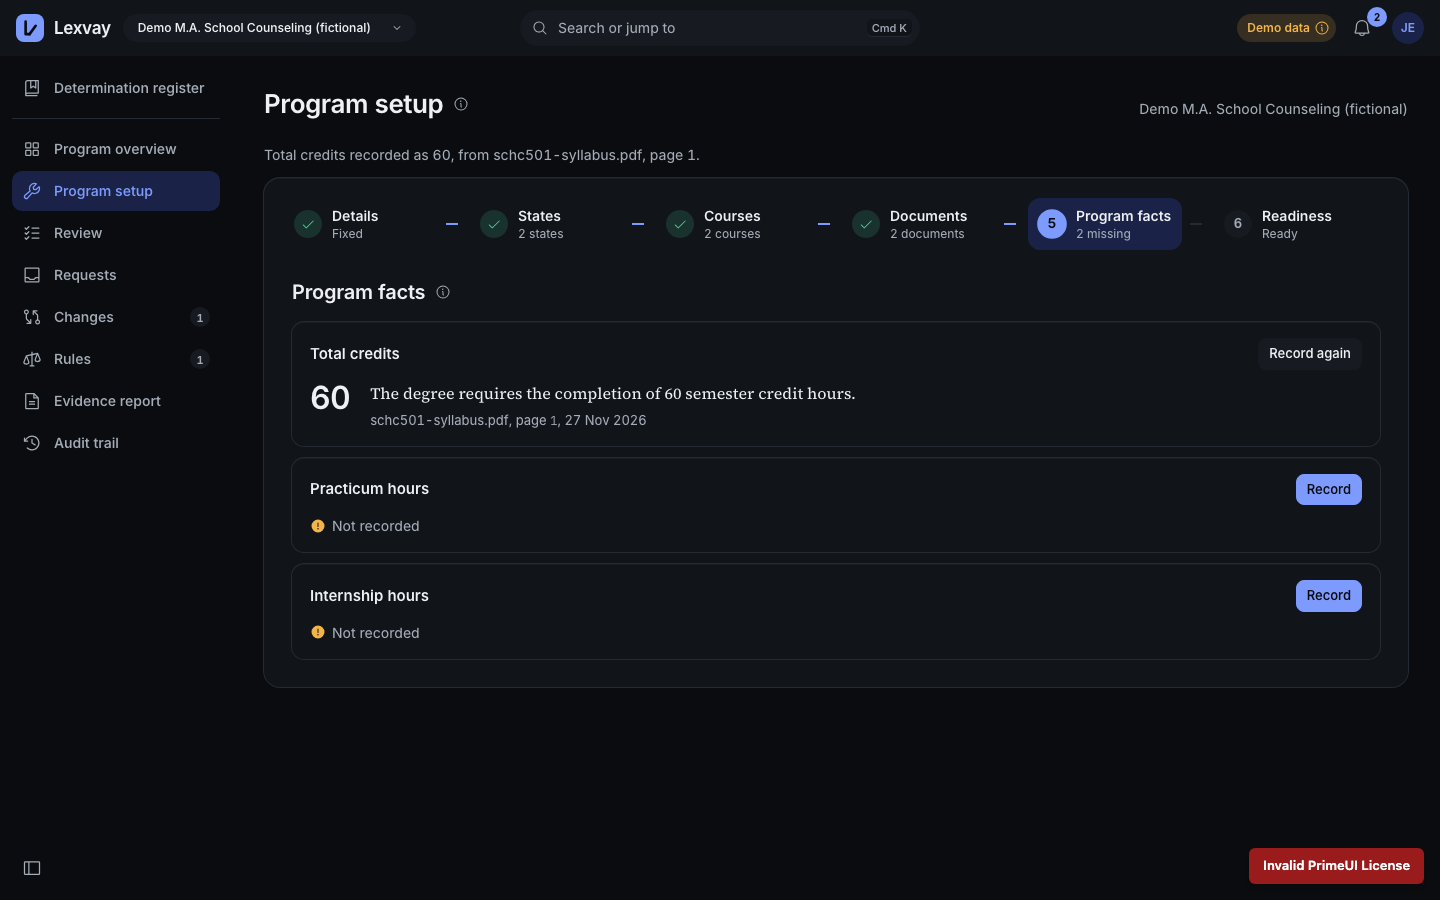 Lexvay
Demo M.A. School Counseling (fictional)
Search or jump to
Cmd K
Demo data
2
JE
Determination register
Program overview
Program setup
Review
Requests
Changes
1
Rules
1
Evidence report
Audit trail
Program setup
Demo M.A. School Counseling (fictional)
Total credits recorded as 60, from schc501-syllabus.pdf, page 1.
Details
Fixed
States
2 states
Courses
2 courses
Documents
2 documents
5
Program facts
2 missing
6
Readiness
Ready
Program facts
Total credits
Record again
60
The degree requires the completion of 60 semester credit hours.
schc501-syllabus.pdf, page 1, 27 Nov 2026
Practicum hours
Record
Not recorded
Internship hours
Record
Not recorded
Invalid PrimeUI License